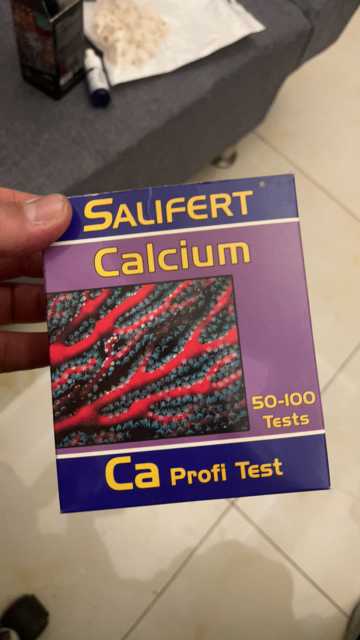 SALIFERT®
Calcium
50-100
Tests
Ca Profi Test